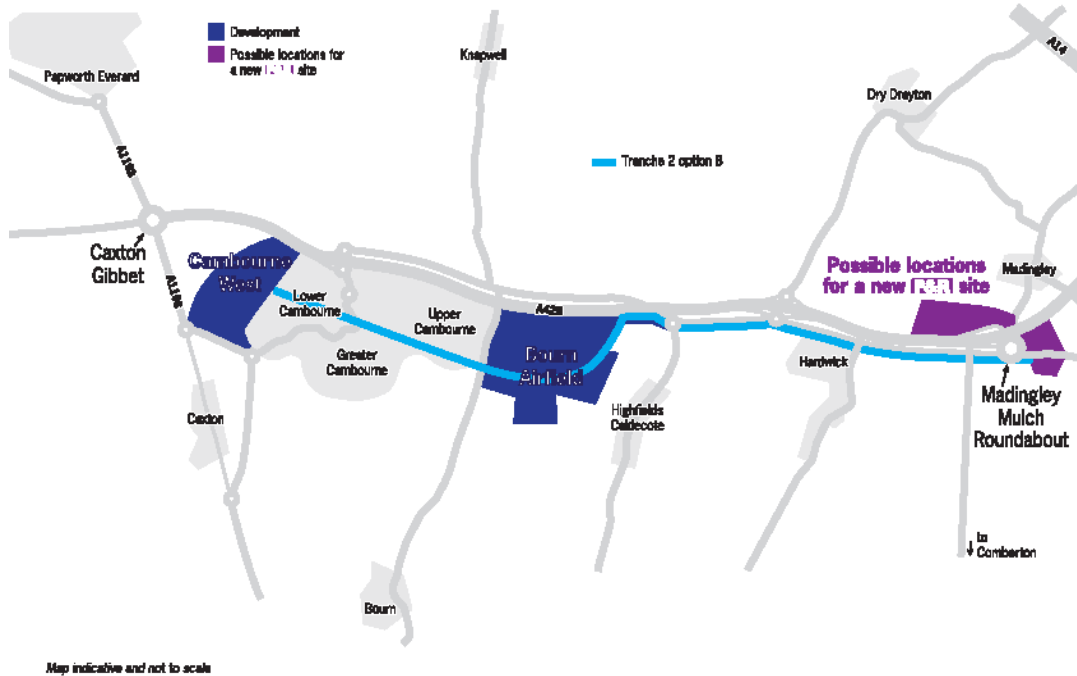 Development
Possible locations for
a new P&R site
Papworth Everard
Knapwell
A14
Dry Drayton
A1198
Tranche 2 option B
Caxton
Gibbet
Cambourne
West
A1198
Lower
Cambourne
Upper
Cambourne
A428
Possible locations
for a new P&R site
Madingley
Greater
Cambourne
Bourn
Airfield
Hardwick
Caxton
Highfields
Caldecote
Madingley
Mulch
Roundabout
to
Comberton
Bourn
Map indicative and not to scale